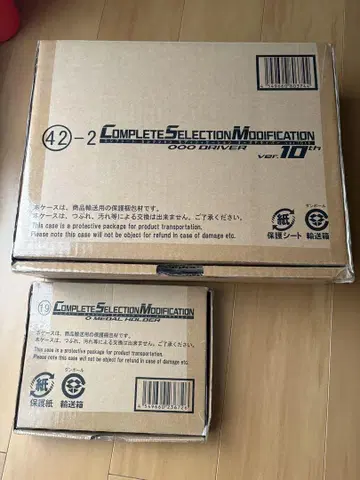 ㊷-2 COMPLETE SELECTION MODIFICATION
OOO DRIVER ver.10th
本ケースは、商品輸送用の保護梱包材です。
本ケースは、つぶれ、汚れ等による交換は出来ません。ご了承ください。
This case is a protective package for product transportation.
Please note this case will not be object for refund in case of damage etc.
紙
保護シート
ダンボール
輸送箱
⑲ COMPLETE SELECTION MODIFICATION
O MEDAL HOLDER
本ケースは、商品輸送用の保護梱包材です。
本ケースは、つぶれ、汚れ等による交換は出来ません。ご了承ください。
This case is a protective package for product transportation.
Please note this case will not be object for refund in case of damage etc.
紙
保護紙
ダンボール
輸送箱